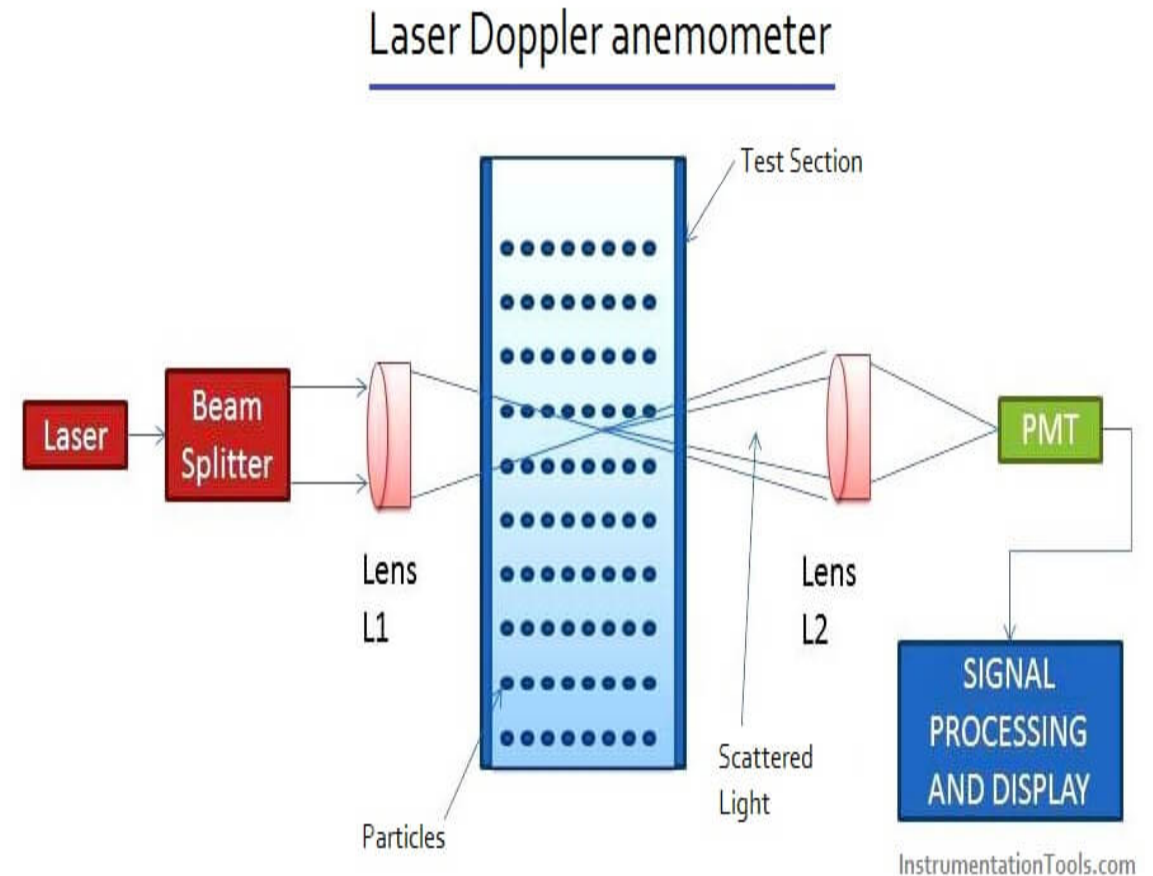 Laser Doppler anemometer
Test Section
Laser
Beam
Splitter
PMT
Lens
L1
Lens
L2
SIGNAL
PROCESSING
AND DISPLAY
Scattered
Light
Particles
InstrumentationTools.com